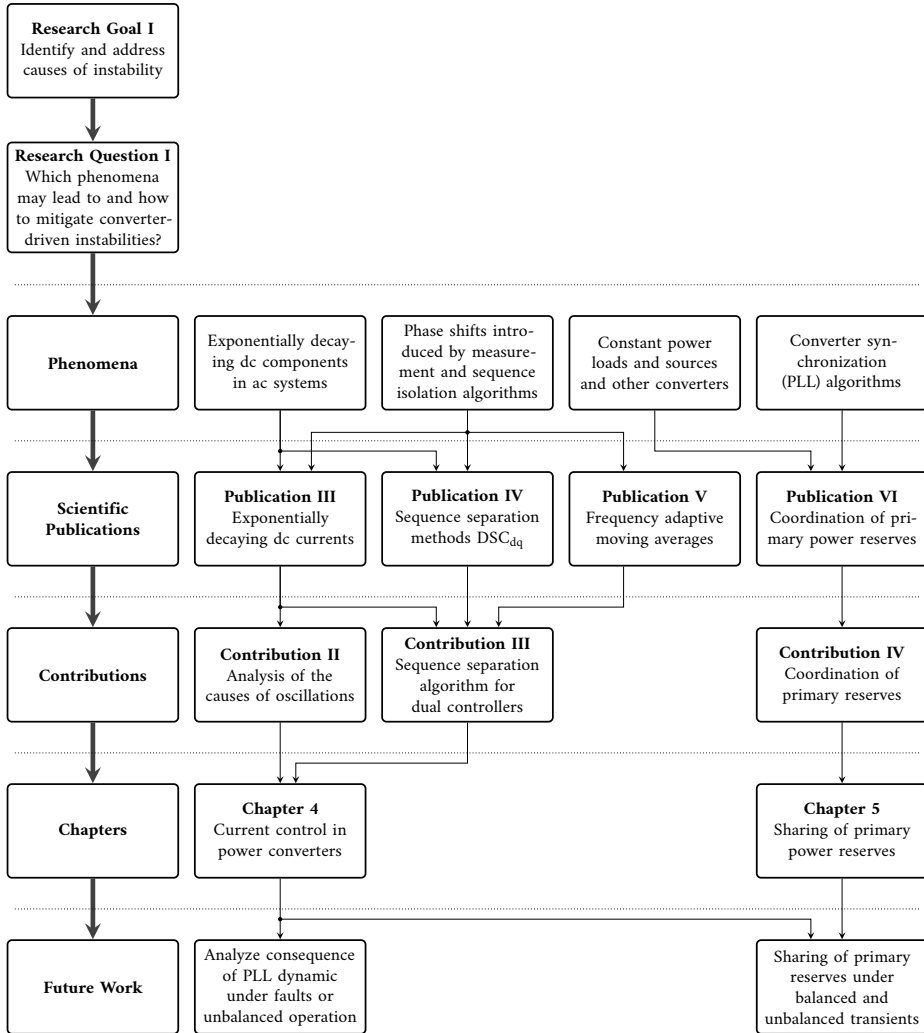 Research Goal I
Identify and address
causes of instability
Research Question I
Which phenomena
may lead to and how
to mitigate converter-
driven instabilities?
Phenomena
Exponentially decay-
ing dc components
in ac systems
Phase shifts intro-
duced by measure-
ment and sequence
isolation algorithms
Constant power
loads and sources
and other converters
Converter syn-
chronization
(PLL) algorithms
Scientific
Publications
Publication III
Exponentially
decaying dc currents
Publication IV
Sequence separation
methods DSCdq
Publication V
Frequency adaptive
moving averages
Publication VI
Coordination of pri-
mary power reserves
Contributions
Contribution II
Analysis of the
causes of oscillations
Contribution III
Sequence separation
algorithm for
dual controllers
Contribution IV
Coordination of
primary reserves
Chapters
Chapter 4
Current control in
power converters
Chapter 5
Sharing of primary
power reserves
Future Work
Analyze consequence
of PLL dynamic
under faults or
unbalanced operation
Sharing of primary
reserves under
balanced and
unbalanced transients